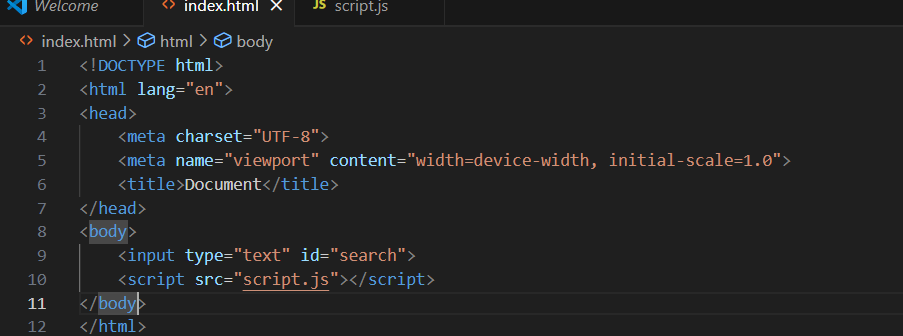 Welcome index.html × JS script.js
<> index.html > html > body
1 <!DOCTYPE html>
2 <html lang="en">
3 <head>
4     <meta charset="UTF-8">
5     <meta name="viewport" content="width=device-width, initial-scale=1.0">
6     <title>Document</title>
7 </head>
8 <body>
9     <input type="text" id="search">
10     <script src="script.js"></script>
11 </body>
12 </html>